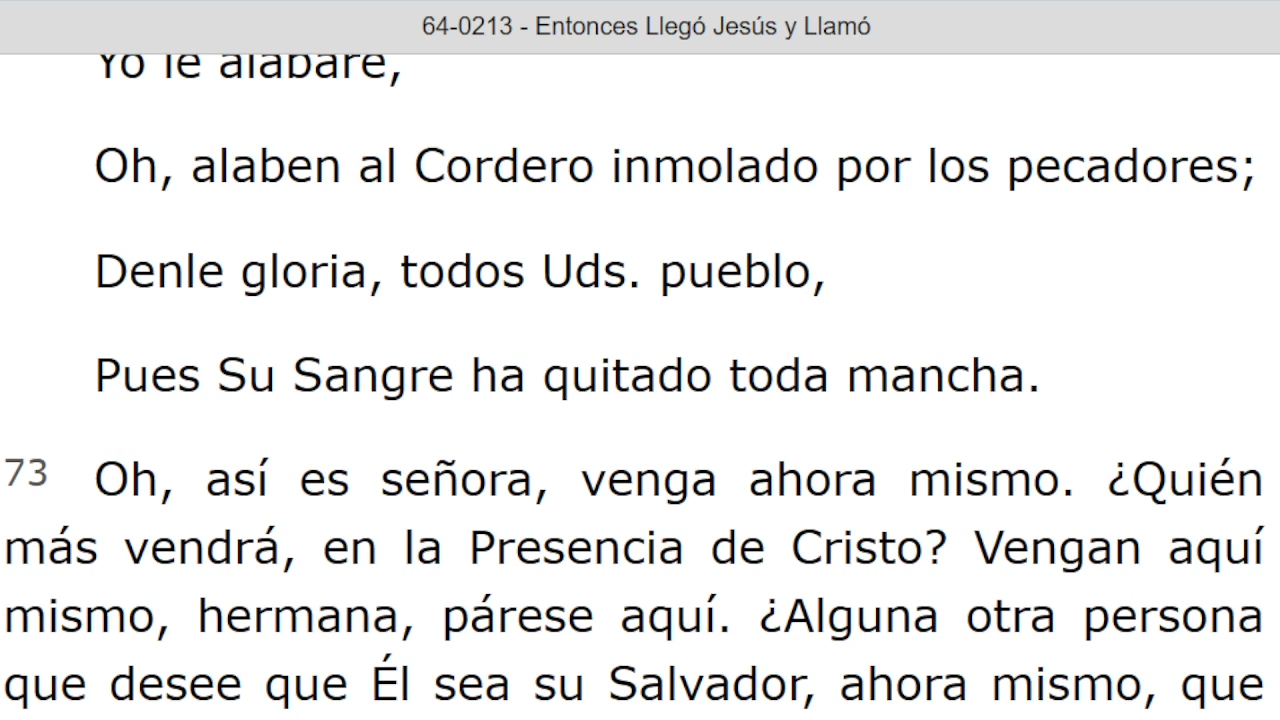 64-0213 - Entonces Llegó Jesús y Llamó
Yo le alabaré,
Oh, alaben al Cordero inmolado por los pecadores;
Denle gloria, todos Uds. pueblo,
Pues Su Sangre ha quitado toda mancha.
73 Oh, así es señora, venga ahora mismo. ¿Quién
más vendrá, en la Presencia de Cristo? Vengan aquí
mismo, hermana, párese aquí. ¿Alguna otra persona
que desee que Él sea su Salvador, ahora mismo, que